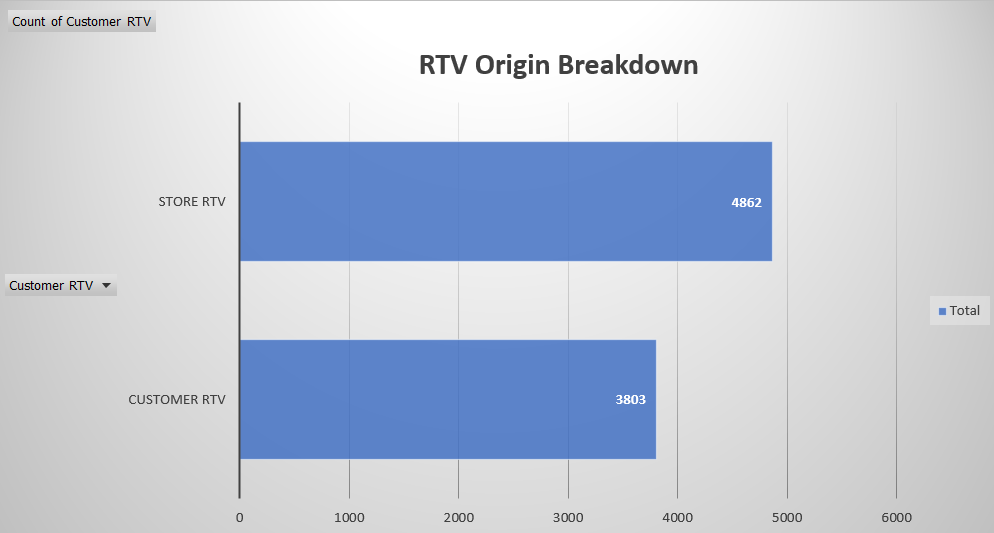 Count of Customer RTV
RTV Origin Breakdown
STORE RTV
4862
Customer RTV
Total
CUSTOMER RTV
3803
0 1000 2000 3000 4000 5000 6000